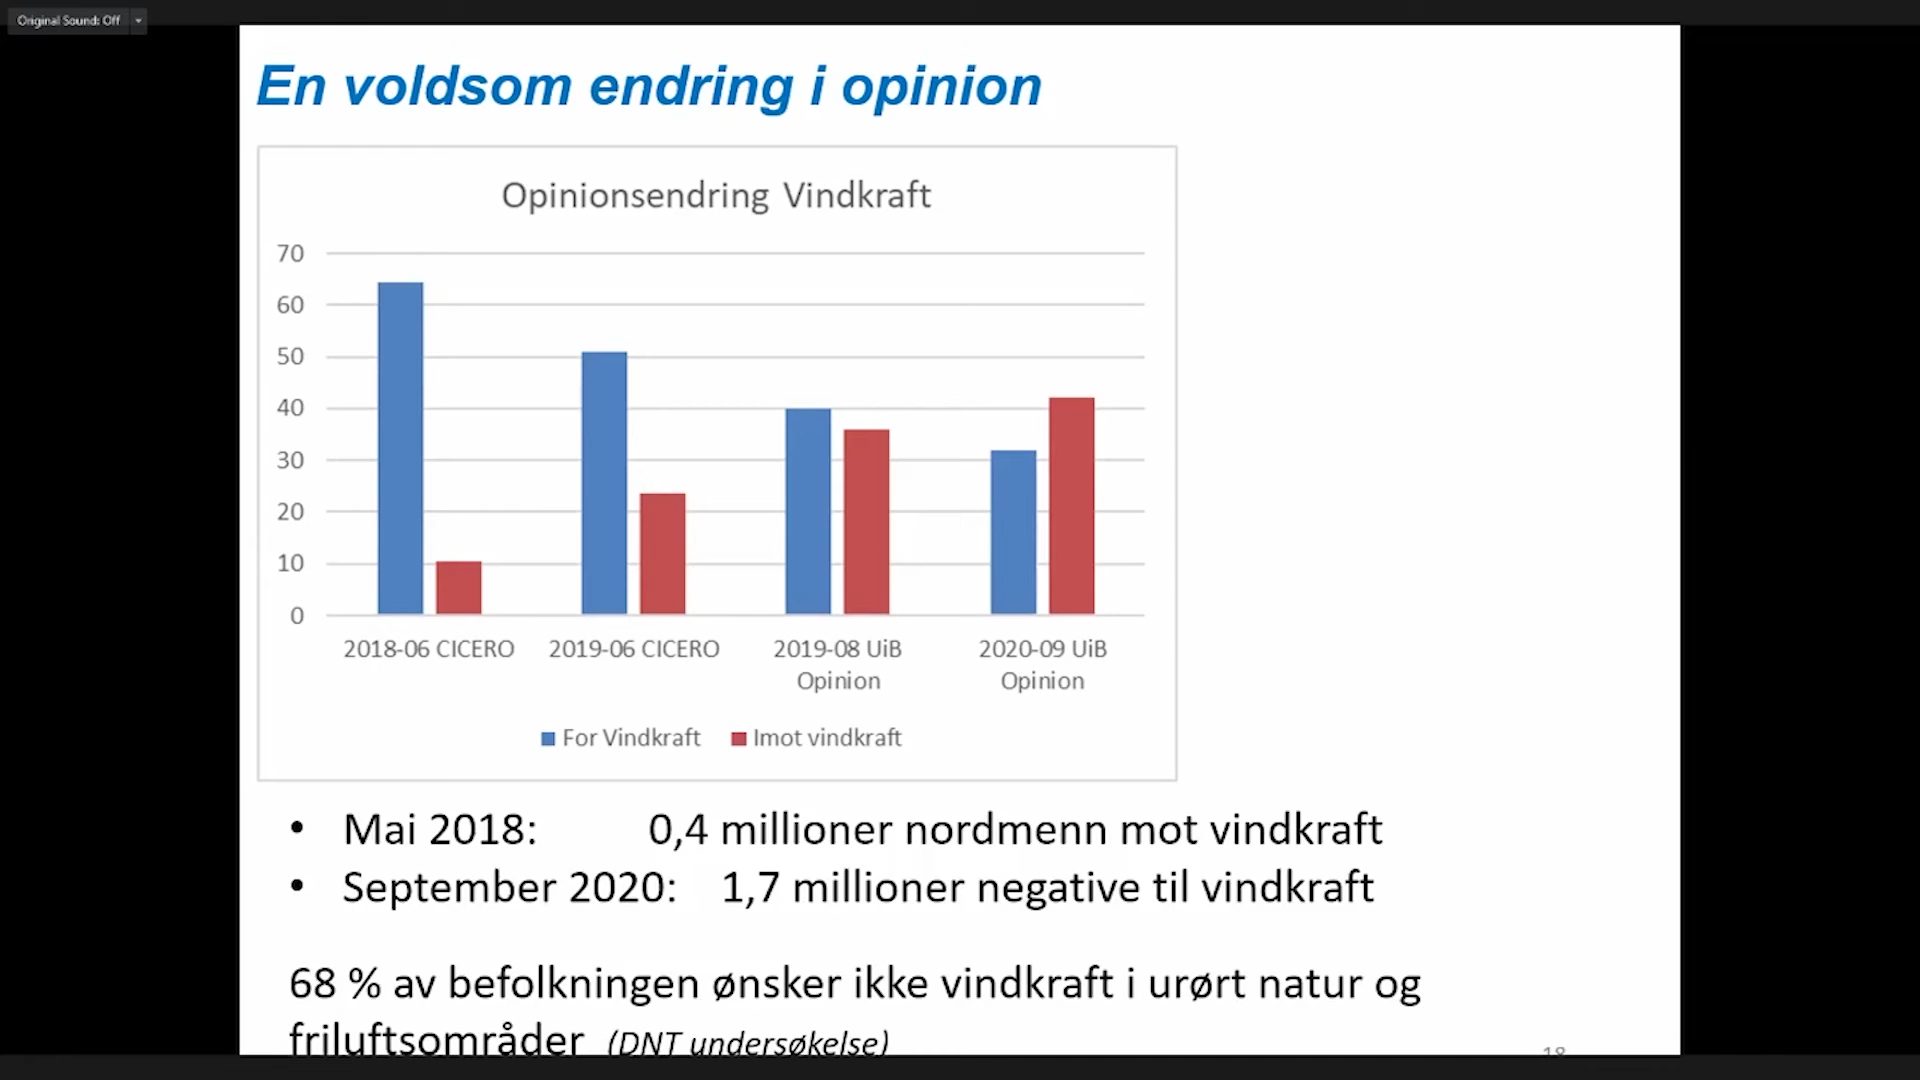 Original Sound: Off
En voldsom endring i opinion
Opinionsendring Vindkraft
70
60
50
40
30
20
10
0
2018-06 CICERO
2019-06 CICERO
2019-08 UiB
Opinion
2020-09 UiB
Opinion
For Vindkraft
Imot vindkraft
• Mai 2018: 0,4 millioner nordmenn mot vindkraft
• September 2020: 1,7 millioner negative til vindkraft
68 % av befolkningen ønsker ikke vindkraft i urørt natur og
friluftsområder (DNT undersøkelse)
18